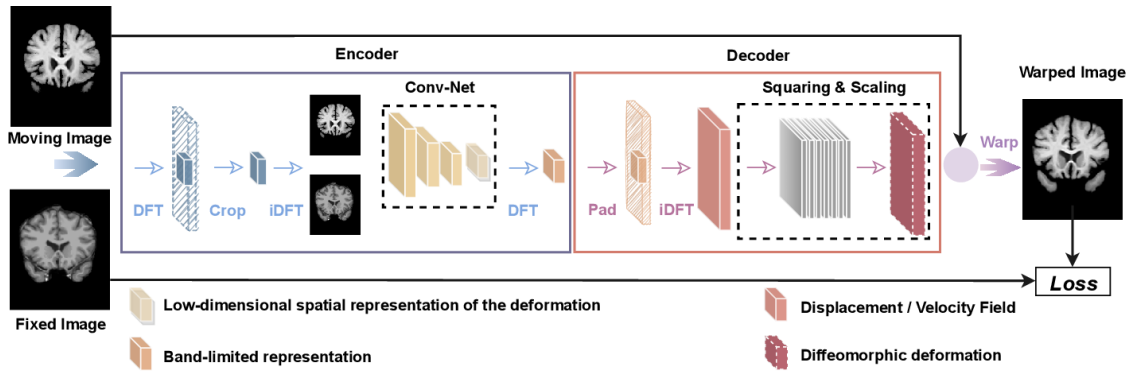 Encoder
Decoder
Moving Image
Conv-Net
Squaring & Scaling
Warped Image
DFT
Crop
iDFT
DFT
Pad
iDFT
Warp
Fixed Image
Loss
Low-dimensional spatial representation of the deformation
Displacement / Velocity Field
Band-limited representation
Diffeomorphic deformation